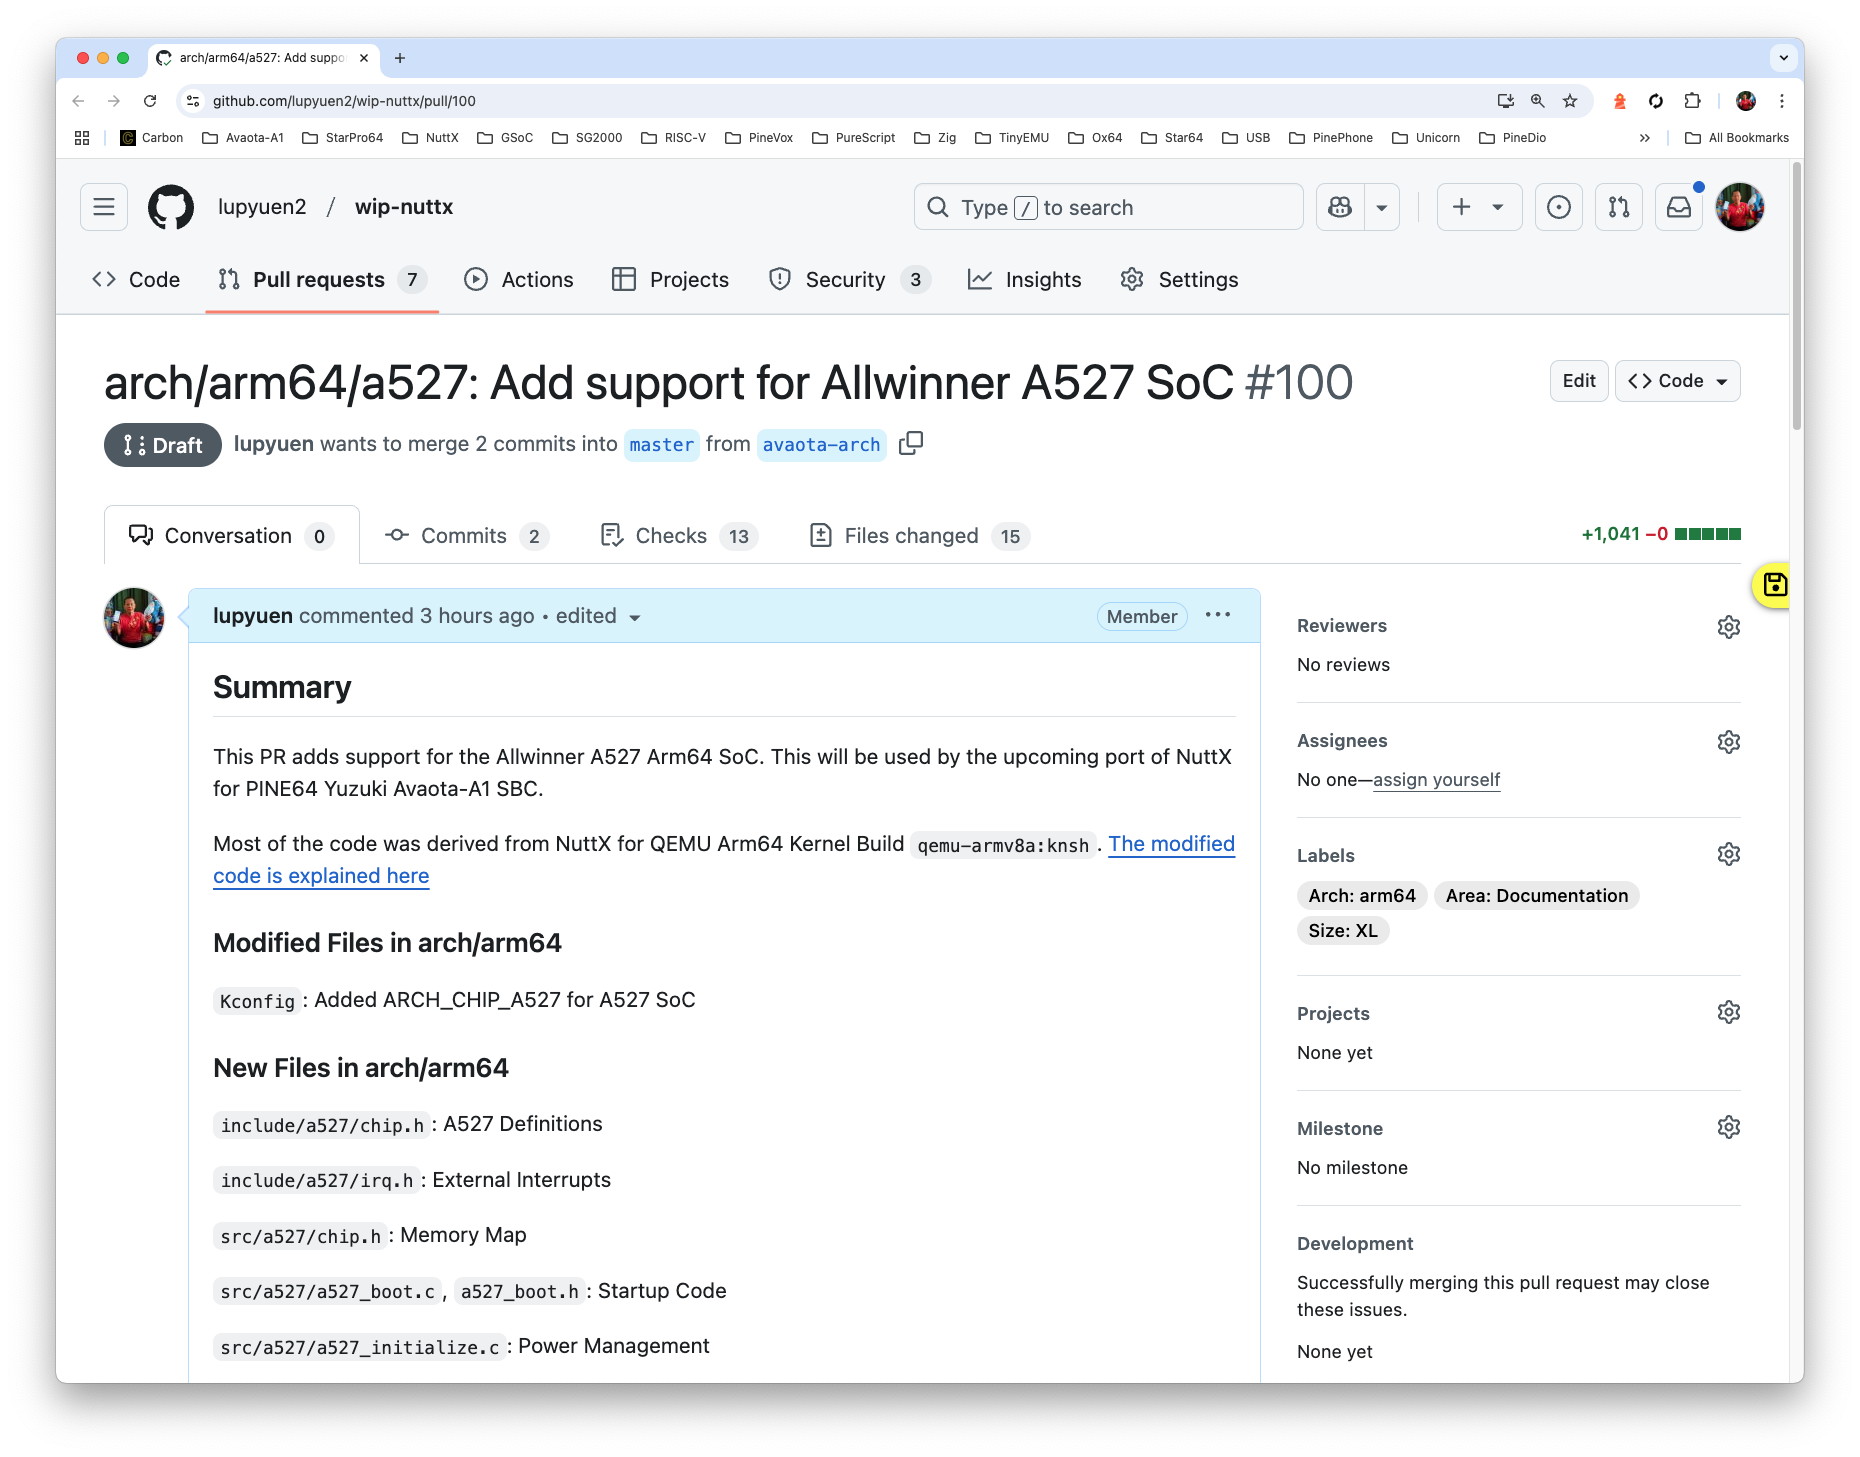 arch/arm64/a527: Add suppo
github.com/lupyuen2/wip-nuttx/pull/100
Carbon Avaota-A1 StarPro64 NuttX GSoC SG2000 RISC-V PineVox PureScript Zig TinyEMU Ox64 Star64 USB PinePhone Unicorn PineDio » All Bookmarks
lupyuen2 / wip-nuttx Type / to search
Code Pull requests 7 Actions Projects Security 3 Insights Settings
arch/arm64/a527: Add support for Allwinner A527 SoC #100 Edit Code
Draft lupyuen wants to merge 2 commits into master from avaota-arch
Conversation 0 Commits 2 Checks 13 Files changed 15 +1,041 −0
lupyuen commented 3 hours ago • edited Member ···
Summary
This PR adds support for the Allwinner A527 Arm64 SoC. This will be used by the upcoming port of NuttX
for PINE64 Yuzuki Avaota-A1 SBC.
Most of the code was derived from NuttX for QEMU Arm64 Kernel Build qemu-armv8a:knsh. The modified
code is explained here
Modified Files in arch/arm64
Kconfig: Added ARCH_CHIP_A527 for A527 SoC
New Files in arch/arm64
include/a527/chip.h: A527 Definitions
include/a527/irq.h: External Interrupts
src/a527/chip.h: Memory Map
src/a527/a527_boot.c, a527_boot.h: Startup Code
src/a527/a527_initialize.c: Power Management
Reviewers
No reviews
Assignees
No one—assign yourself
Labels
Arch: arm64 Area: Documentation
Size: XL
Projects
None yet
Milestone
No milestone
Development
Successfully merging this pull request may close
these issues.
None yet